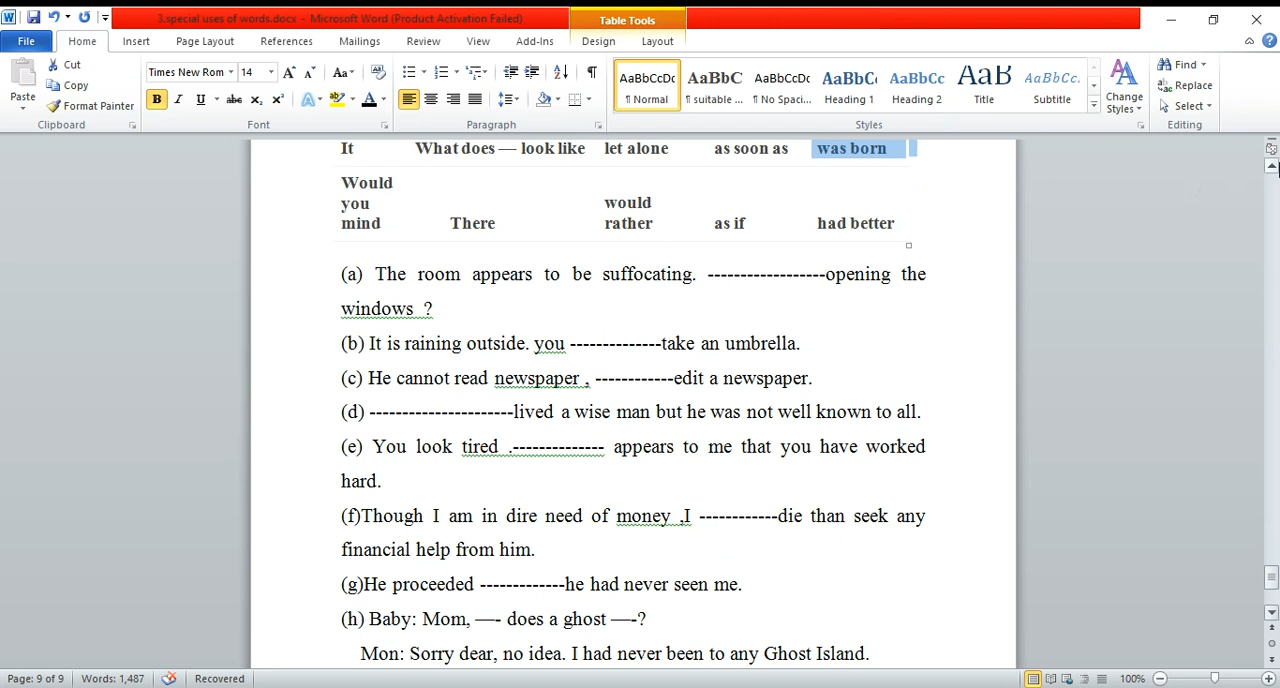 3.special uses of words.docx - Microsoft Word (Product Activation Failed)
Table Tools
File Home Insert Page Layout References Mailings Review View Add-Ins Design Layout
Paste
Cut
Copy
Format Painter
Clipboard
Times New Rom 14
Font
Paragraph
AaBbCcDc AaBbC AaBbCcDc AaBbC AaBbCc AaB AaBbCc.
¶ Normal ¶ suitable ... ¶ No Spaci... Heading 1 Heading 2 Title Subtitle
Change Styles
Styles
Find
Replace
Select
Editing
It What does — look like let alone as soon as was born
Would
you would
mind There rather as if had better
(a) The room appears to be suffocating. ------------------opening the
windows ?
(b) It is raining outside. you --------------take an umbrella.
(c) He cannot read newspaper , ------------edit a newspaper.
(d) ----------------------lived a wise man but he was not well known to all.
(e) You look tired .-------------- appears to me that you have worked
hard.
(f)Though I am in dire need of money ,I ------------die than seek any
financial help from him.
(g)He proceeded -------------he had never seen me.
(h) Baby: Mom, —- does a ghost —-?
Mon: Sorry dear, no idea. I had never been to any Ghost Island.
Page: 9 of 9 Words: 1,487 Recovered 100%